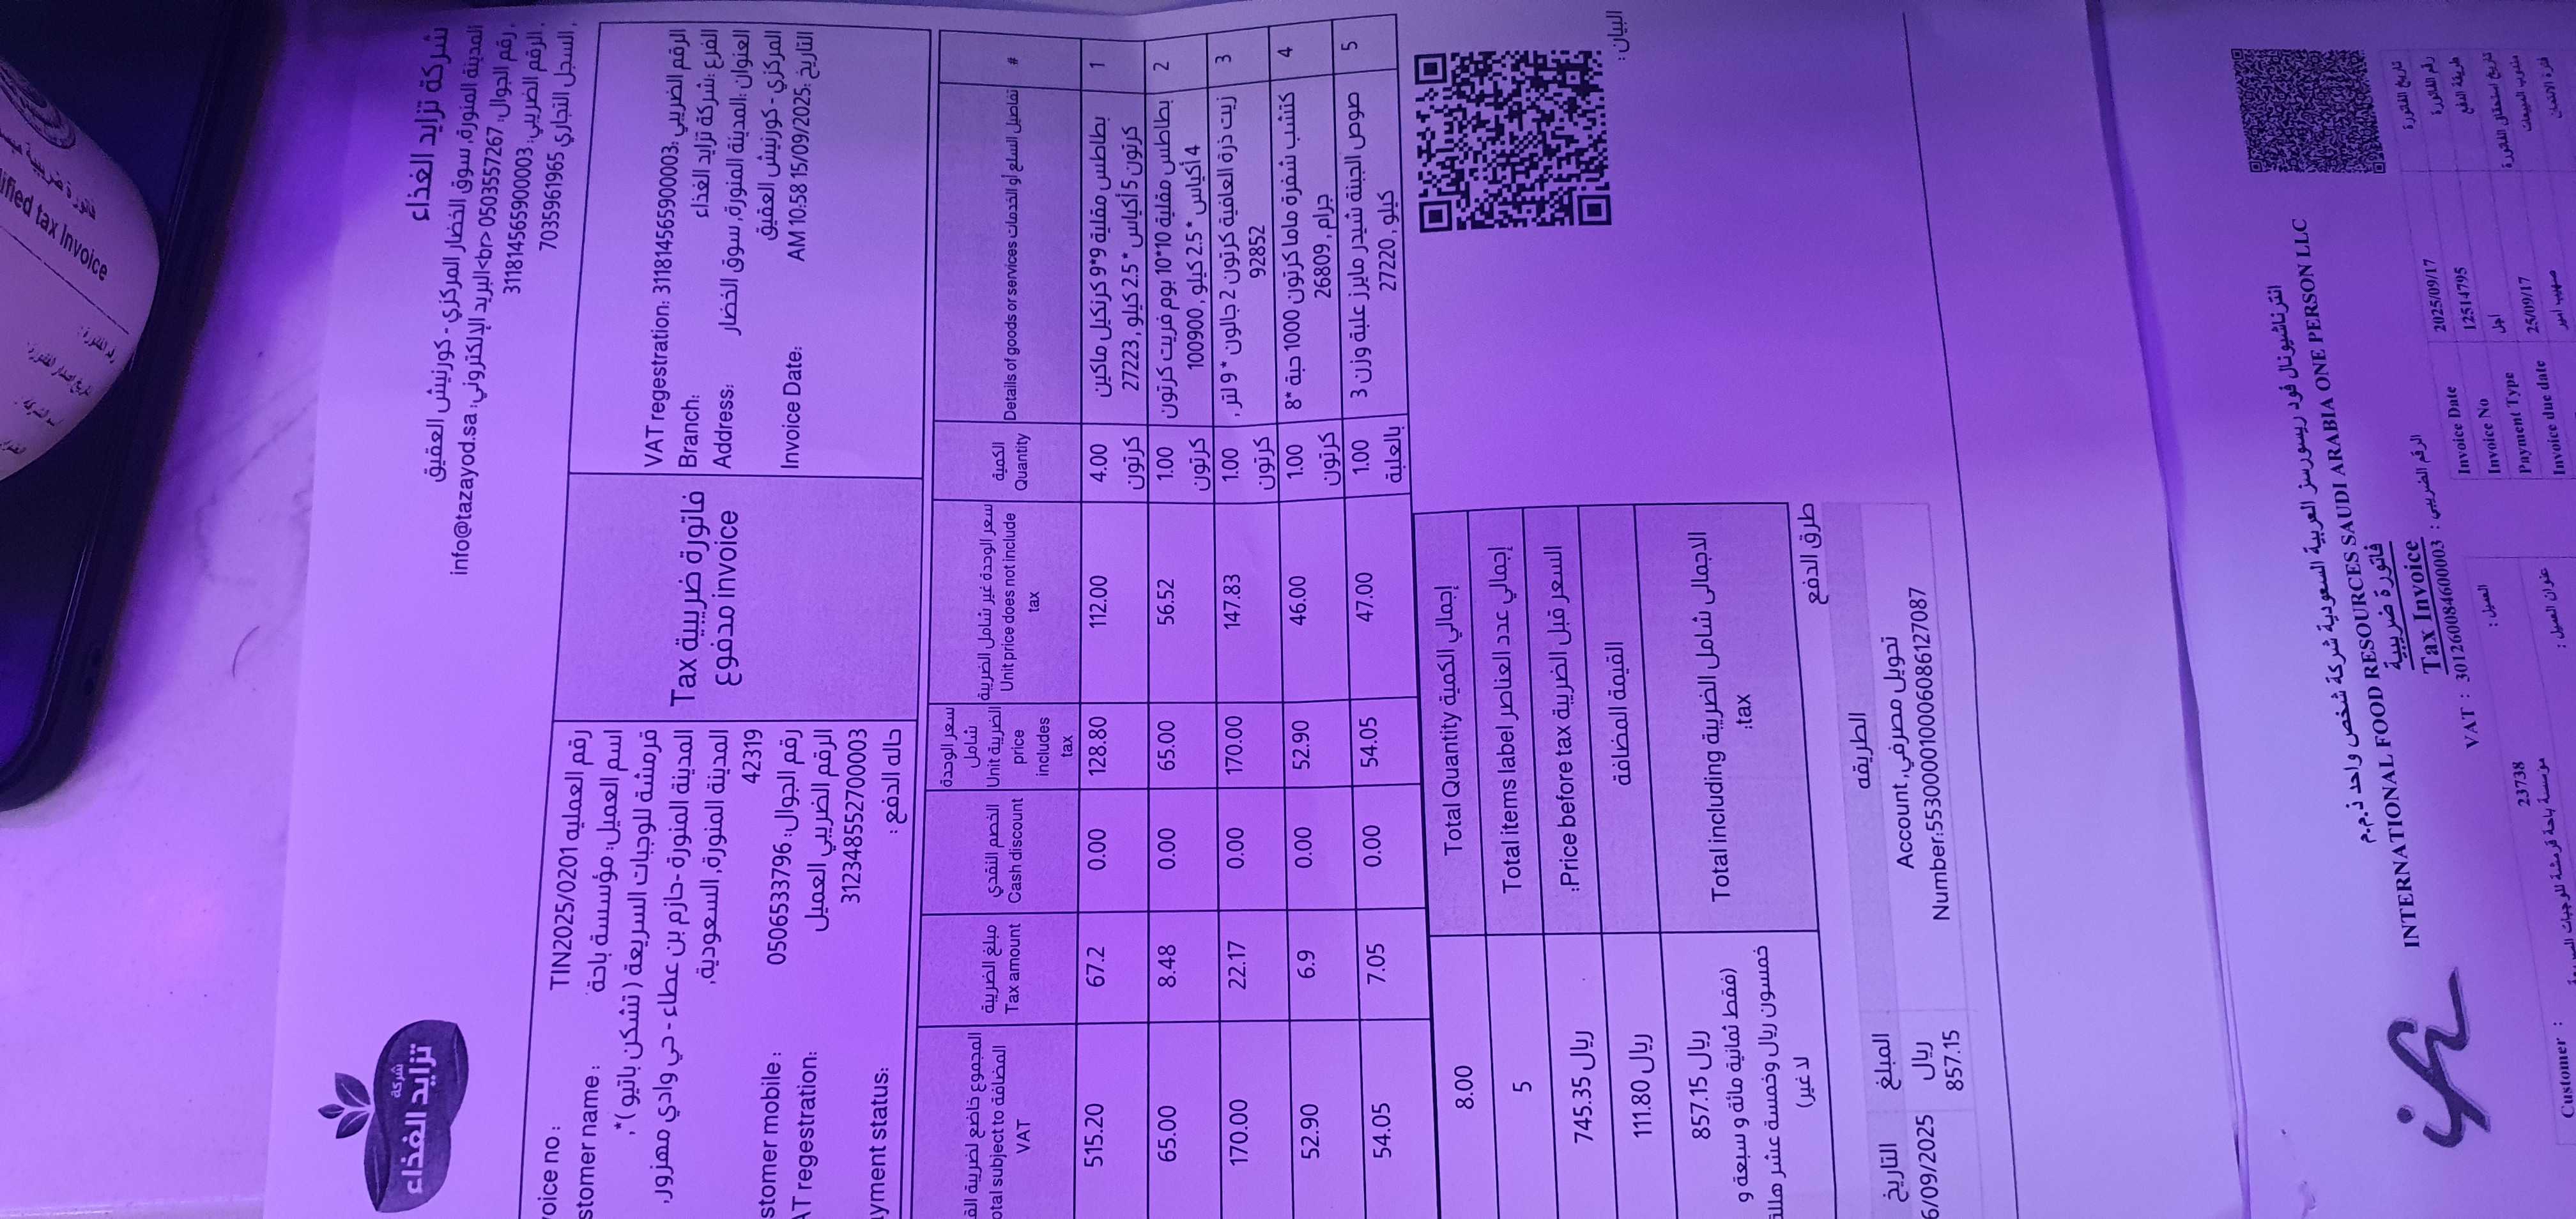 ified tax Invoice
شركة
تزايد الغذاء
شركة تزايد الغذاء
المدينة المنورة, سوق الخضار المركزي - كورنيش العقيق
, رقم الجوال: 0503557267 <br>البريد الإلكتروني: info@tazayod.sa
, الرقم الضريبي: 311814565900003
, السجل التجاري 7035961965
voice no :
رقم العمليه TIN2025/0201
stomer name :
اسم العميل: مؤسسة باحة
قرمشة للوجبات السريعة ( تشكن باتيو )*,
المدينة المنورة -حازم بن عطاء - حي وادي مهزور,
المدينة المنورة, السعودية,
42319
stomer mobile :
رقم الجوال: 0506533796
AT regestration:
الرقم الضريبي العميل
312348552700003
ayment status:
حاله الدفع :
فاتورة ضريبية Tax
invoice مدفوع
VAT regestration: 311814565900003: الرقم الضريبي
Branch:
الفرع :شركة تزايد الغذاء
Address:
العنوان :المدينة المنورة, سوق الخضار
المركزي - كورنيش العقيق
Invoice Date:
التاريخ :15/09/2025 10:58 AM
#
تفاصيل السلع أو الخدمات Details of goods or services
الكمية
Quantity
سعر الوحدة غير شامل الضريبة
Unit price does not include
tax
سعر الوحدة
شامل
الضريبة Unit
price
includes
tax
الخصم النقدي
Cash discount
مبلغ الضريبة
Tax amount
المجموع خاضع لضريبة الق
المضافة otal subject to
VAT
1
بطاطس مقلية 9*9 كرنكيل ماكين
كرتون 5 أكياس * 2.5 كيلو , 27223
4.00
كرتون
112.00
128.80
0.00
67.2
515.20
2
بطاطس مقلية 10*10 بوم فريت كرتون
4 أكياس * 2.5 كيلو , 100900
1.00
كرتون
56.52
65.00
0.00
8.48
65.00
3
زيت ذرة العافية كرتون 2 جالون * 9 لتر ,
92852
1.00
كرتون
147.83
170.00
0.00
22.17
170.00
4
كتشب شفرة ماما كرتون 1000 حبة *8
جرام , 26809
1.00
كرتون
46.00
52.90
0.00
6.9
52.90
5
صوص الجبنة شيدر مايرز علبة وزن 3
كيلو , 27220
1.00
بالعلبة
47.00
54.05
0.00
7.05
54.05
إجمالي الكمية Total Quantity
8.00
إجمالي عدد العناصر Total items label
5
السعر قبل الضريبة Price before tax:
745.35 ريال
القيمة المضافة
111.80 ريال
الاجمالي شامل الضريبة Total including
tax:
857.15 ريال
(فقط ثمانية مائة و سبعة و
خمسون ريال وخمسة عشر هللة
لا غير)
البيان :
طرق الدفع
الطريقه
المبلغ
التاريخ
تحويل مصرفي, Account
Number:553000010006086127087
ريال
857.15
6/09/2025
انترناشيونال فود ريسورسز العربية السعودية شركة شخص واحد ذ.م.م
INTERNATIONAL FOOD RESOURCES SAUDI ARABIA ONE PERSON LLC
فاتورة ضريبية
Tax Invoice
VAT : 301260084600003 : الرقم الضريبي
ifr
Invoice Date
2025/09/17
تاريخ الفاتورة
Invoice No
12514795
رقم الفاتورة
Payment Type
اجل
طريقة الدفع
Invoice due date
25/09/17
تاريخ استحقاق الفاتورة
صهيب أمير
مندوب المبيعات
فترة الائتمان
العميل :
23738
Customer :
مؤسسة باحة قرمشة للوجبات السريعة
عنوان العميل :